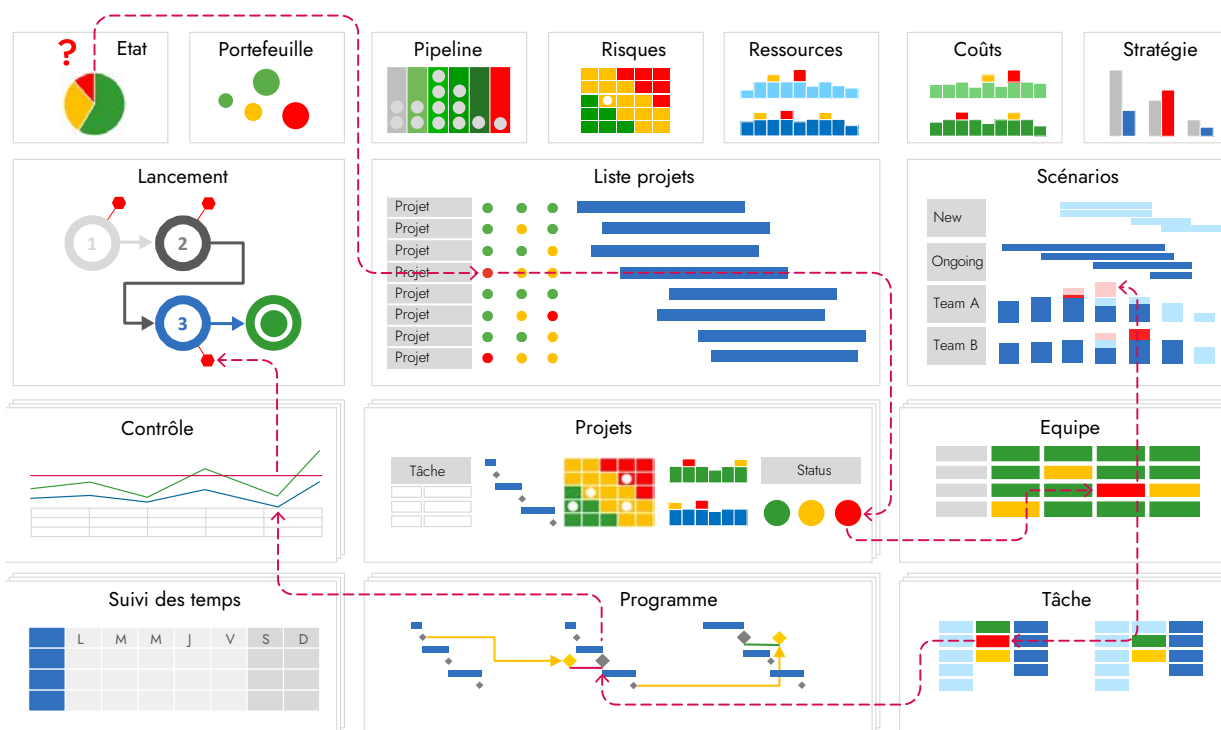 ?
Etat
Portefeuille
Pipeline
Risques
Ressources
Coûts
Stratégie
Lancement
1
2
3
Liste projets
Projet
Projet
Projet
Projet
Projet
Projet
Projet
Projet
Scénarios
New
Ongoing
Team A
Team B
Contrôle
Projets
Tâche
Status
Equipe
Suivi des temps
L M M J V S D
Programme
Tâche